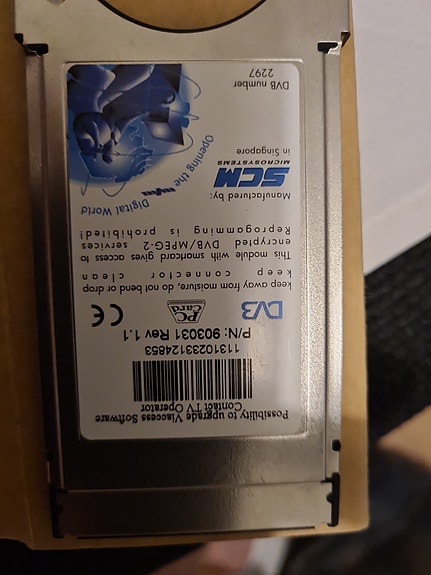 Possibility to upgrade Viaccess Software
Contact TV Operator
11310233124853
P/N: 903031 Rev 1.1
DVB
PC
Card
CE
keep away from moisture, do not bend or drop
keep connector clean
This module with smartcard gives access to
encrypted DVB/MPEG-2 services
Reprogramming is prohibited!
Manufactured by:
SCM
MICROSYSTEMS
in Singapore
Opening the Digital World
DVB number
2297